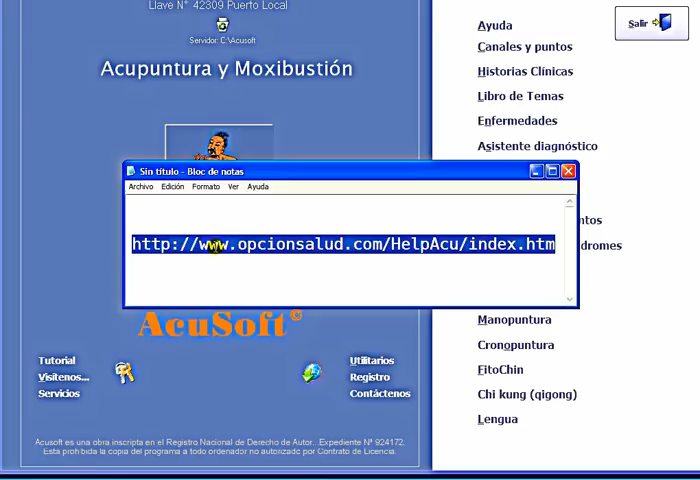 Llave N° 42309 Puerto Local
Servidor: C:\Acusoft
Acupuntura y Moxibustión
Sin título - Bloc de notas
Archivo Edición Formato Ver Ayuda
http://www.opcionsalud.com/HelpAcu/index.htm
AcuSoft©
Tutorial
Visítenos...
Servicios
Utilitarios
Registro
Contáctenos
Acusoft es una obra inscripta en el Registro Nacional de Derecho de Autor...Expediente Nº 924172.
Esta prohibida la copia del programa a todo ordenador no autorizado por Contrato de Licencia.
Salir
Ayuda
Canales y puntos
Historias Clínicas
Libro de Temas
Enfermedades
Asistente diagnóstico
ntos
dromes
Manopuntura
Cronopuntura
FitoChin
Chi kung (qigong)
Lengua